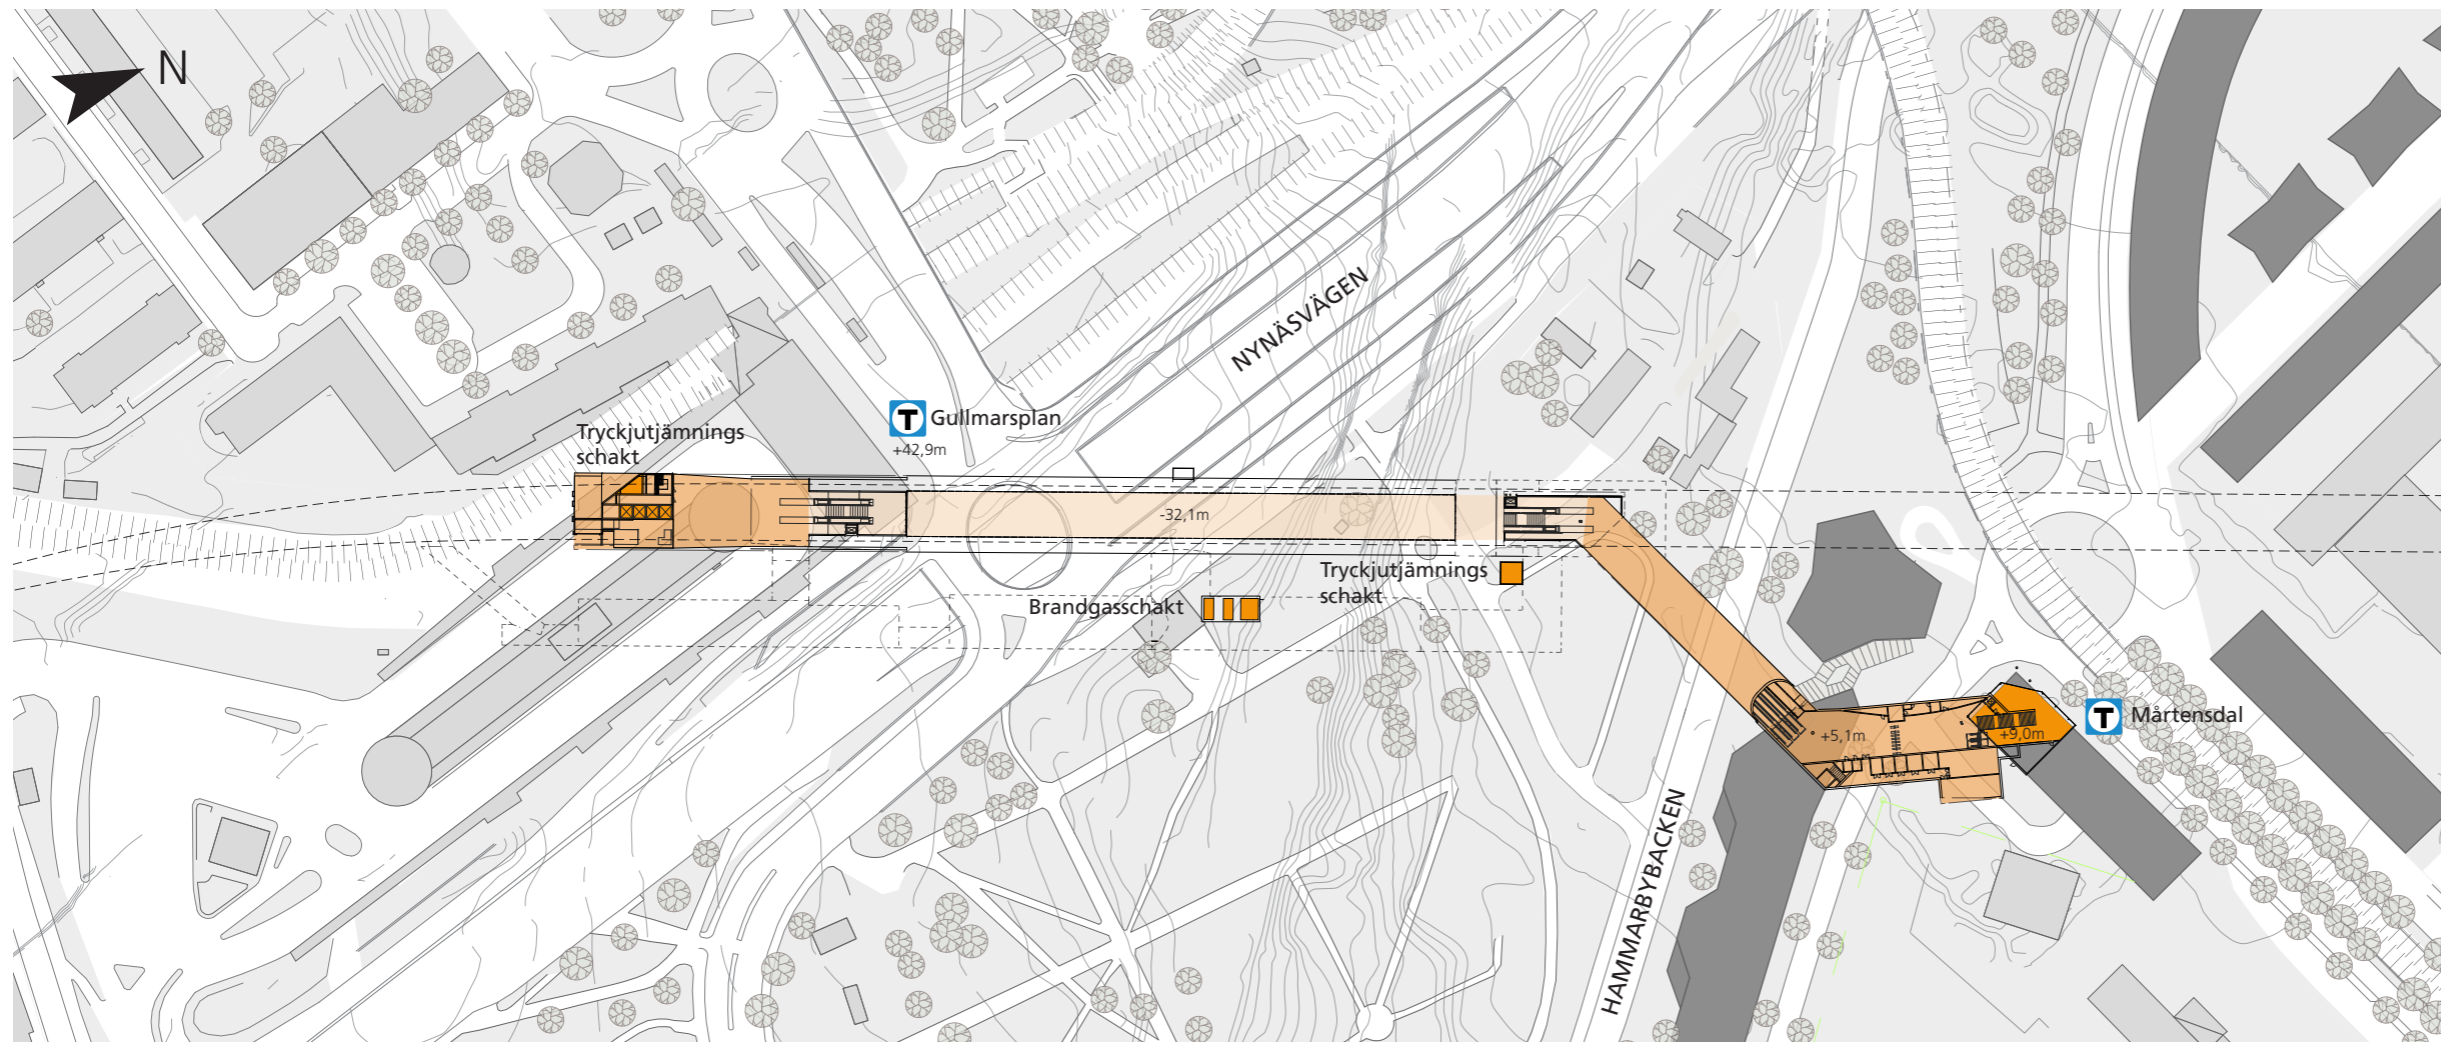 N
NYNÄSVÄGEN
T Gullmarsplan
+42,9m
Tryckjutjämnings
schakt
-32,1m
Tryckjutjämnings
schakt
Brandgasschakt
T Mårtensdal
+5,1m
+9,0m
HAMMARBYBACKEN